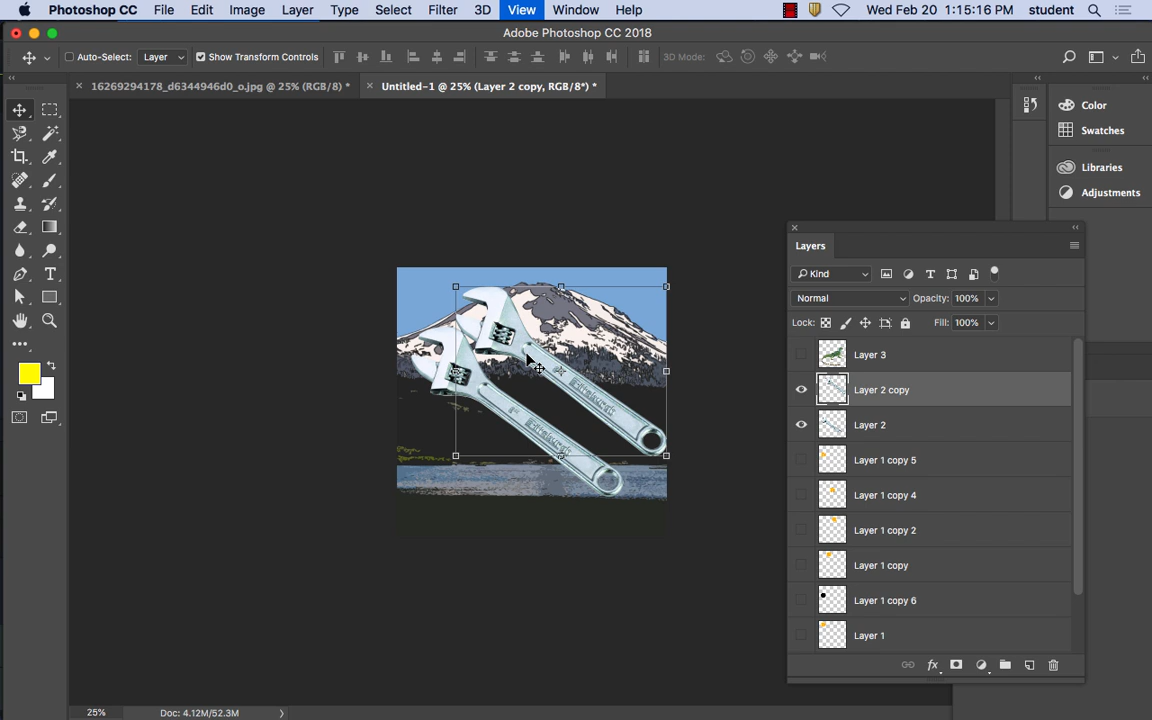 Photoshop CC File Edit Image Layer Type Select Filter 3D View Window Help Wed Feb 20 1:15:16 PM student
Adobe Photoshop CC 2018
Auto-Select: Layer Show Transform Controls 3D Mode:
16269294178_d6344946d0_o.jpg @ 25% (RGB/8) * Untitled-1 @ 25% (Layer 2 copy, RGB/8*) *
Color
Swatches
Libraries
Adjustments
Layers
Kind
Normal Opacity: 100%
Lock: Fill: 100%
Layer 3
Layer 2 copy
Layer 2
Layer 1 copy 5
Layer 1 copy 4
Layer 1 copy 2
Layer 1 copy
Layer 1 copy 6
Layer 1
25% Doc: 4.12M/52.3M